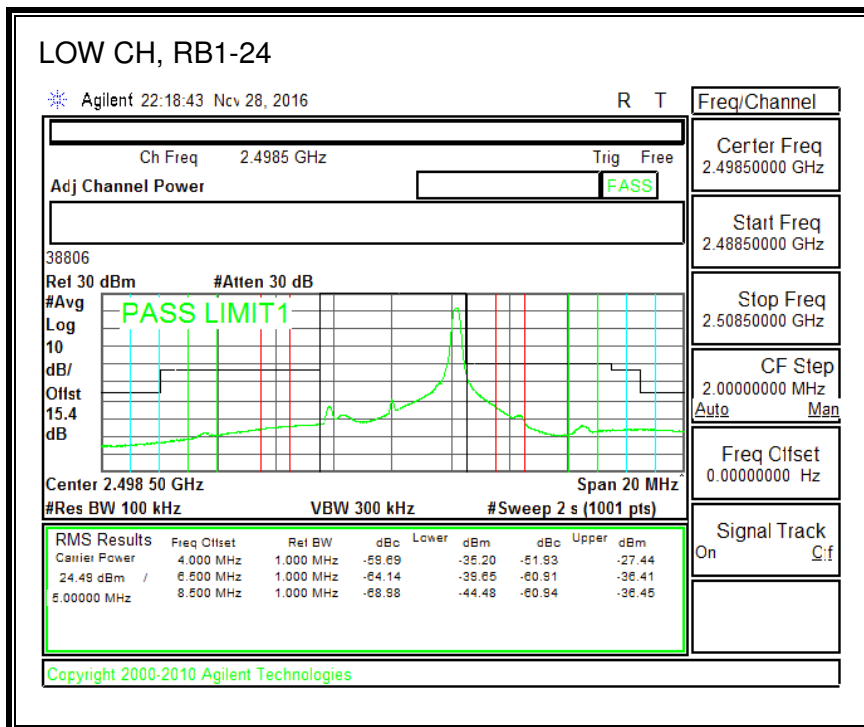 LOW CH, RB1-24
Agilent 22:18:43 Nov 28, 2016 R T
Freq/Channel
Ch Freq 2.4985 GHz Trig Free
Adj Channel Power PASS
Center Freq
2.49850000 GHz
Start Freq
2.48850000 GHz
38806
Ref 30 dBm #Atten 30 dB
#Avg
Log
10
dB/
Offst
15.4
dB
PASS LIMIT1
Stop Freq
2.50850000 GHz
CF Step
2.00000000 MHz
Auto Man
Freq Offset
0.00000000 Hz
Center 2.498 50 GHz Span 20 MHz^
#Res BW 100 kHz VBW 300 kHz #Sweep 2 s (1001 pts)
Signal Track
On Off
RMS Results Freq Offset Ref BW dBc Lower dBm dBc Upper dBm
Carrier Power 4.000 MHz 1.000 MHz -59.69 -35.20 -51.93 -27.44
24.49 dBm / 6.500 MHz 1.000 MHz -64.14 -39.65 -60.91 -36.41
5.00000 MHz 8.500 MHz 1.000 MHz -68.98 -44.48 -60.94 -36.45
Copyright 2000-2010 Agilent Technologies